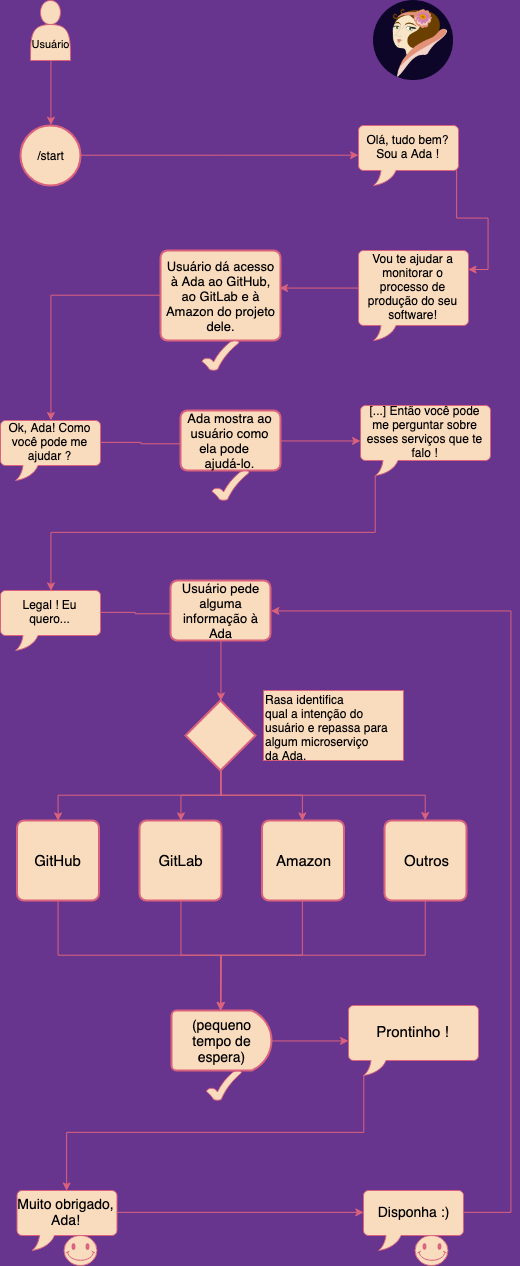 Usuário
/start
Olá, tudo bem?
Sou a Ada !
Usuário dá acesso
à Ada ao GitHub,
ao GitLab e à
Amazon do projeto
dele.
Vou te ajudar a
monitorar o
processo de
produção do seu
software!
Ok, Ada! Como
você pode me
ajudar ?
Ada mostra ao
usuário como
ela pode
ajudá-lo.
[...] Então você pode
me perguntar sobre
esses serviços que te
falo !
Legal ! Eu
quero...
Usuário pede
alguma
informação à
Ada
Rasa identifica
qual a intenção do
usuário e repassa para
algum microserviço
da Ada.
GitHub
GitLab
Amazon
Outros
(pequeno
tempo de
espera)
Prontinho !
Muito obrigado,
Ada!
Disponha :)